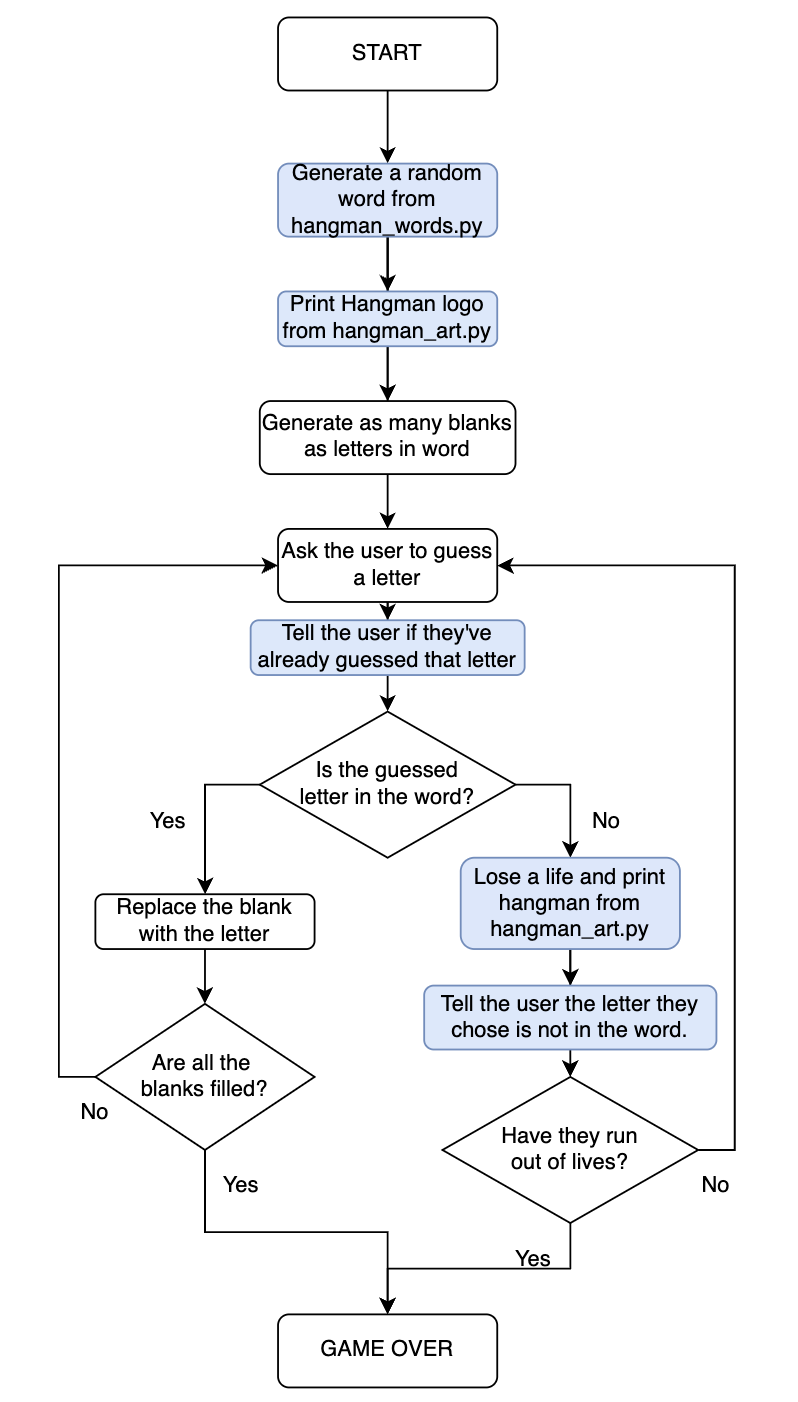 START
Generate a random
word from
hangman_words.py
Print Hangman logo
from hangman_art.py
Generate as many blanks
as letters in word
Ask the user to guess
a letter
Tell the user if they've
already guessed that letter
Is the guessed
letter in the word?
Yes
No
Lose a life and print
hangman from
hangman_art.py
Replace the blank
with the letter
Tell the user the letter they
chose is not in the word.
Are all the
blanks filled?
No
Have they run
out of lives?
Yes
No
Yes
GAME OVER